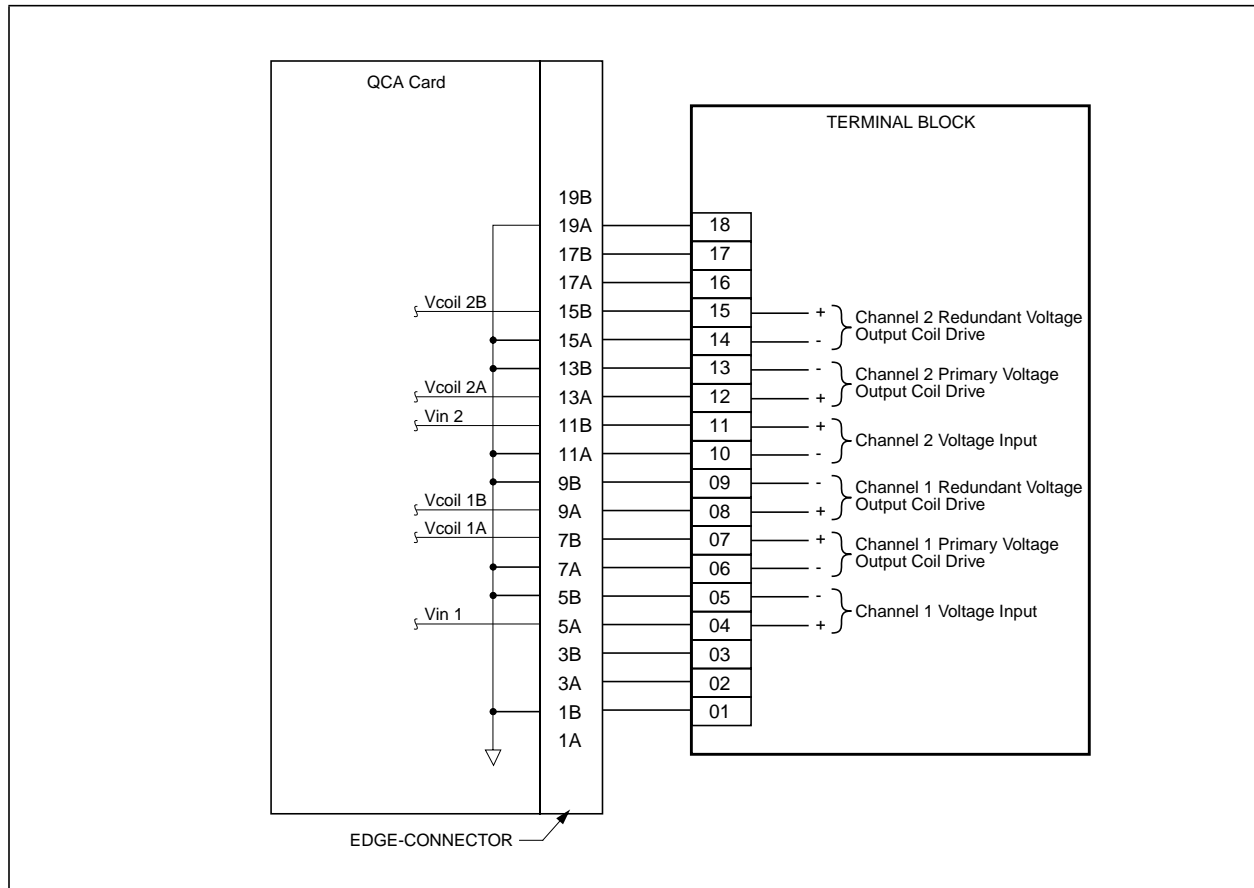 QCA Card
TERMINAL BLOCK
19B
19A
18
17B
17
17A
16
Vcoil 2B
15B
15
+
Channel 2 Redundant Voltage
Output Coil Drive
15A
14
-
13B
13
-
Channel 2 Primary Voltage
Output Coil Drive
Vcoil 2A
13A
12
+
Vin 2
11B
11
+
Channel 2 Voltage Input
11A
10
-
9B
09
-
Channel 1 Redundant Voltage
Output Coil Drive
Vcoil 1B
9A
08
+
Vcoil 1A
7B
07
+
Channel 1 Primary Voltage
Output Coil Drive
7A
06
-
5B
05
-
Channel 1 Voltage Input
Vin 1
5A
04
+
3B
03
3A
02
1B
01
1A
EDGE-CONNECTOR